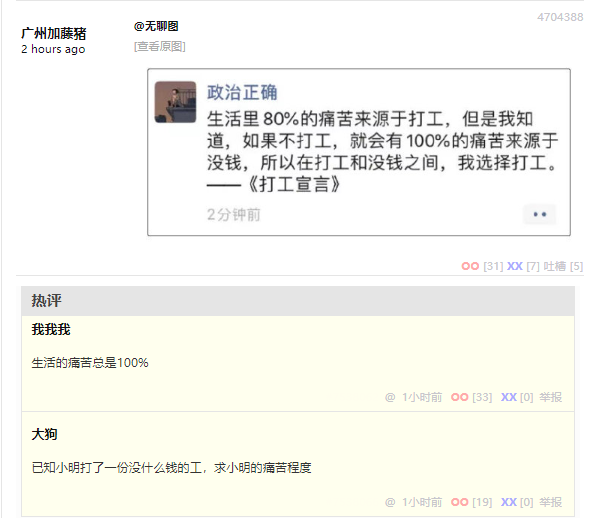 4704388
广州加藤猪
2 hours ago
@无聊图
[查看原图]
政治正确
生活里80%的痛苦来源于打工，但是我知
道，如果不打工，就会有100%的痛苦来源于
没钱，所以在打工和没钱之间，我选择打工。
——《打工宣言》
2分钟前
OO [31] XX [7] 吐槽 [5]
热评
我我我
生活的痛苦总是100%
@ 1小时前 OO [33] XX [0] 举报
大狗
已知小明打了一份没什么钱的工，求小明的痛苦程度
@ 1小时前 OO [19] XX [0] 举报